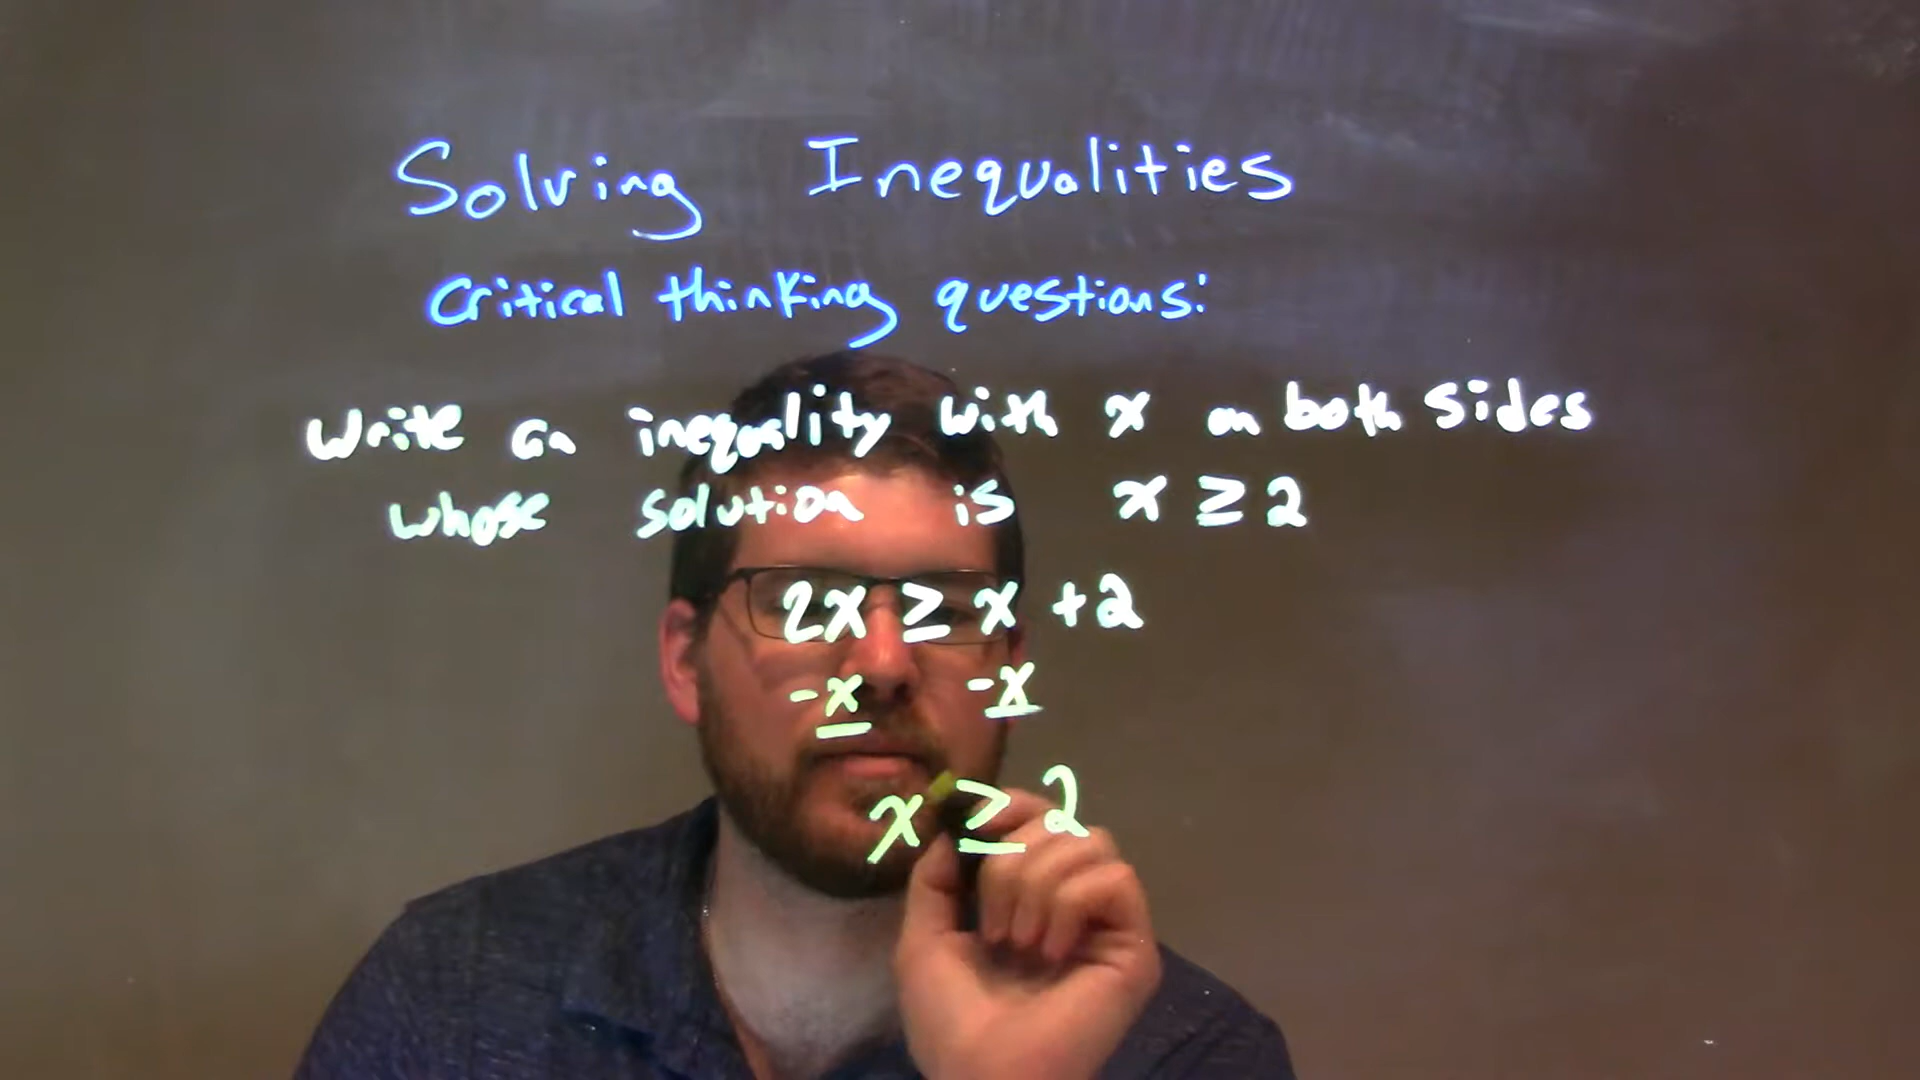 Solving Inequalities
Critical thinking questions:
Write an inequality with x on both sides
whose solution is x ≥ 2
2x ≥ x + 2
-x -x
x ≥ 2